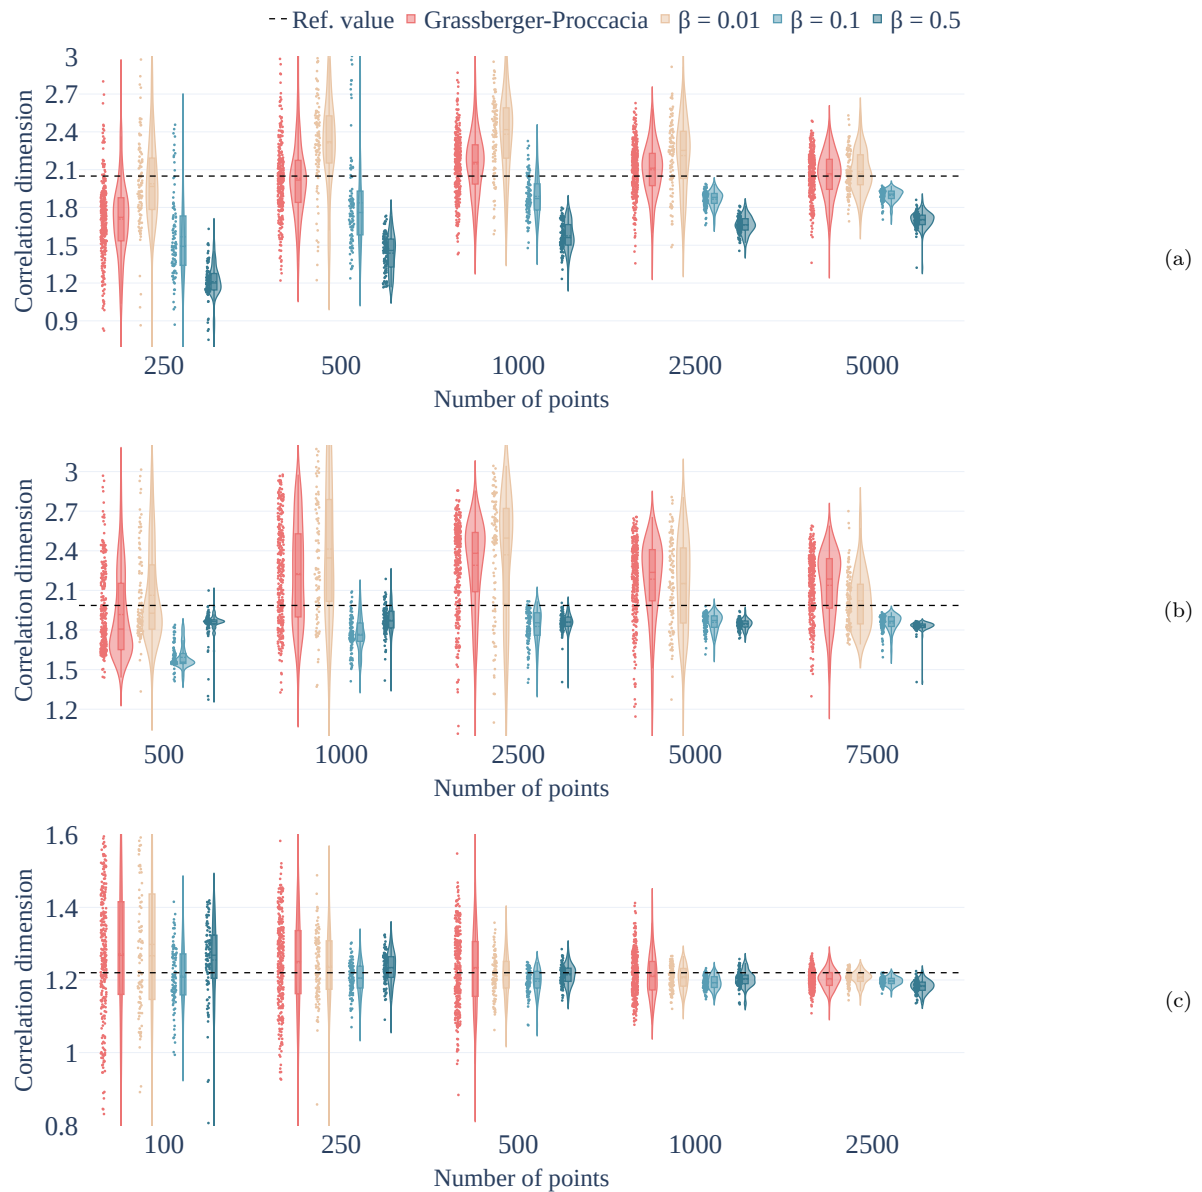 Ref. value Grassberger-Proccacia β = 0.01 β = 0.1 β = 0.5
Correlation dimension
3
2.7
2.4
2.1
1.8
1.5
1.2
0.9
250 500 1000 2500 5000
Number of points
(a)
Correlation dimension
3
2.7
2.4
2.1
1.8
1.5
1.2
500 1000 2500 5000 7500
Number of points
(b)
Correlation dimension
1.6
1.4
1.2
1
0.8
100 250 500 1000 2500
Number of points
(c)